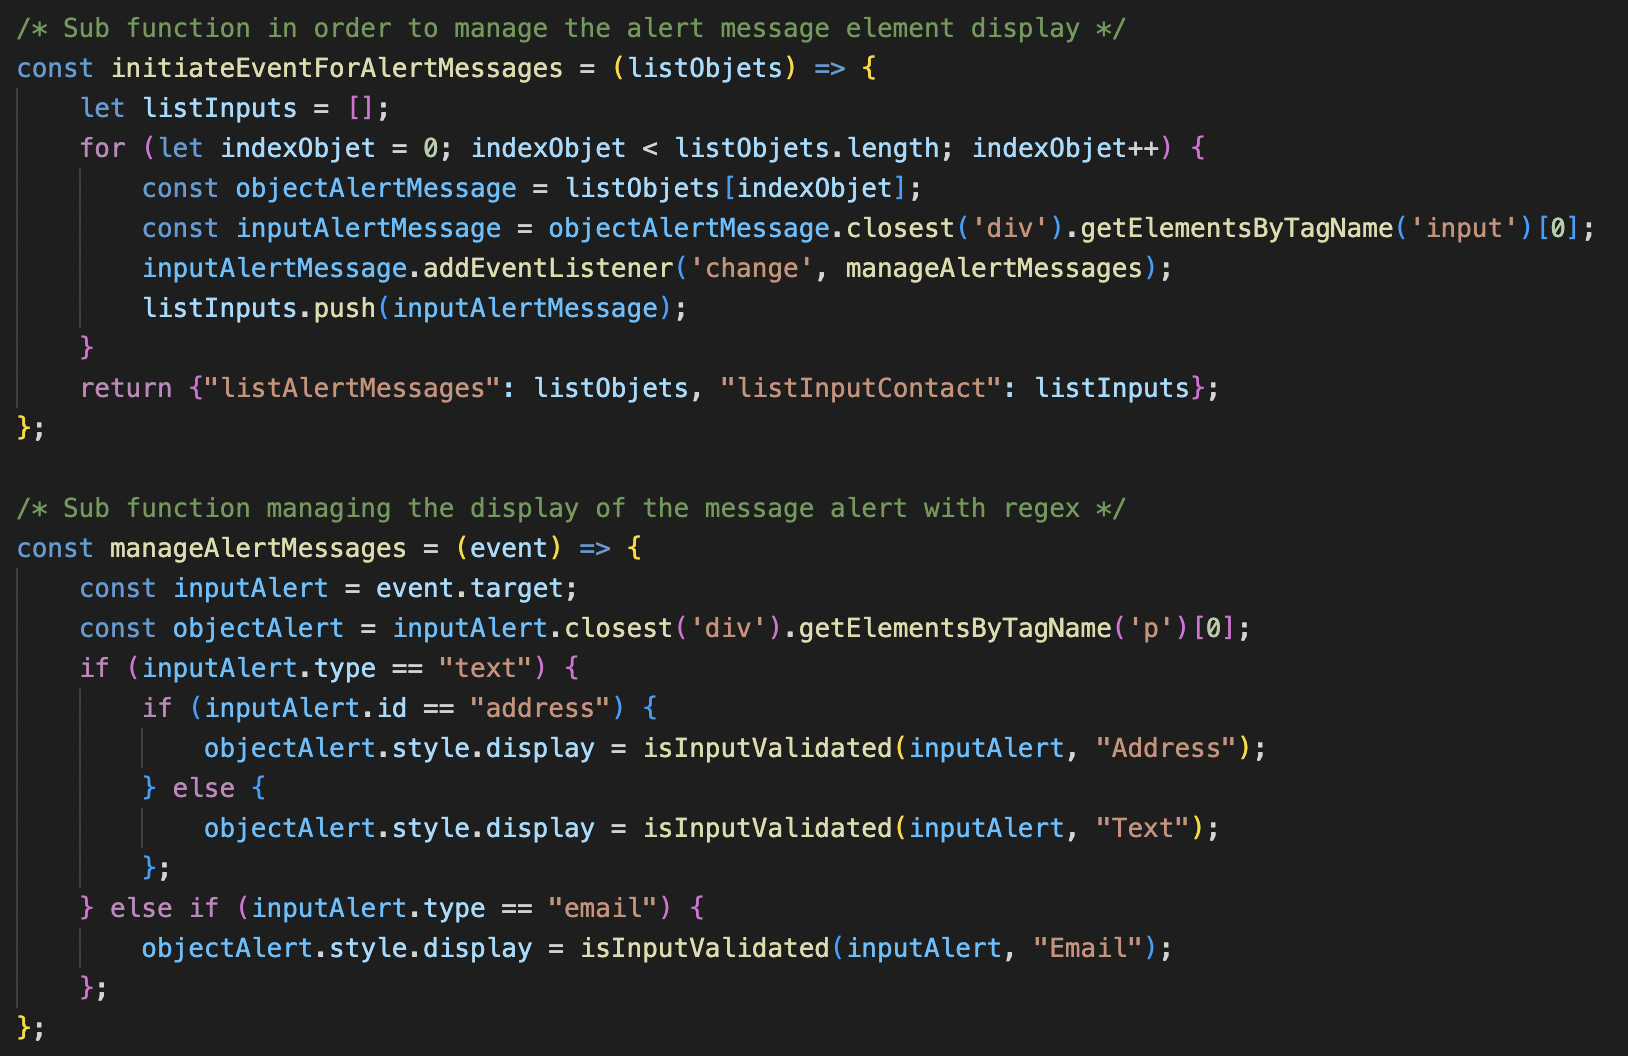 /* Sub function in order to manage the alert message element display */
const initiateEventForAlertMessages = (listObjets) => {
    let listInputs = [];
    for (let indexObjet = 0; indexObjet < listObjets.length; indexObjet++) {
        const objectAlertMessage = listObjets[indexObjet];
        const inputAlertMessage = objectAlertMessage.closest('div').getElementsByTagName('input')[0];
        inputAlertMessage.addEventListener('change', manageAlertMessages);
        listInputs.push(inputAlertMessage);
    }
    return {"listAlertMessages": listObjets, "listInputContact": listInputs};
};

/* Sub function managing the display of the message alert with regex */
const manageAlertMessages = (event) => {
    const inputAlert = event.target;
    const objectAlert = inputAlert.closest('div').getElementsByTagName('p')[0];
    if (inputAlert.type == "text") {
        if (inputAlert.id == "address") {
            objectAlert.style.display = isInputValidated(inputAlert, "Address");
        } else {
            objectAlert.style.display = isInputValidated(inputAlert, "Text");
        };
    } else if (inputAlert.type == "email") {
        objectAlert.style.display = isInputValidated(inputAlert, "Email");
    };
};